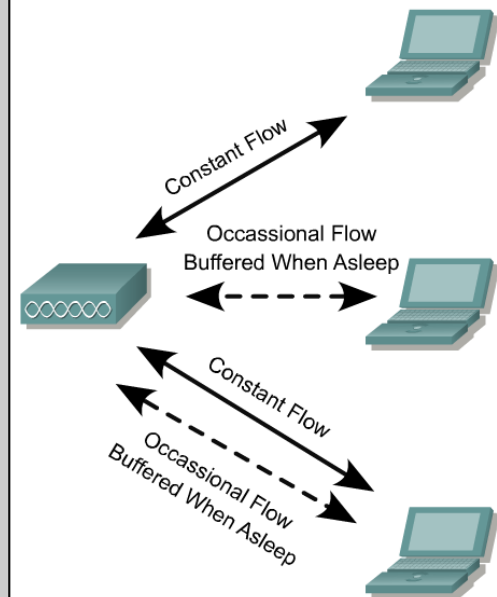 Constant Flow
Occassional Flow
Buffered When Asleep
Constant Flow
Occassional Flow
Buffered When Asleep